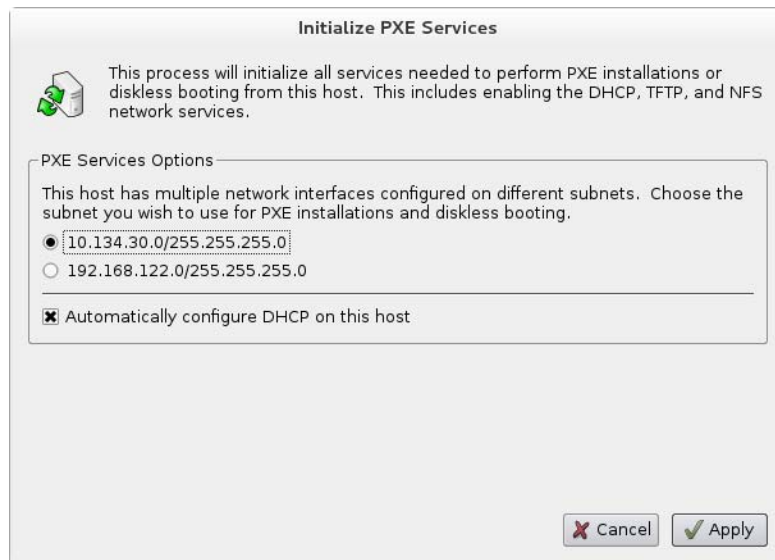 Initialize PXE Services
This process will initialize all services needed to perform PXE installations or
diskless booting from this host.  This includes enabling the DHCP, TFTP, and NFS
network services.
PXE Services Options
This host has multiple network interfaces configured on different subnets.  Choose the
subnet you wish to use for PXE installations and diskless booting.
10.134.30.0/255.255.255.0
192.168.122.0/255.255.255.0
Automatically configure DHCP on this host
Cancel Apply